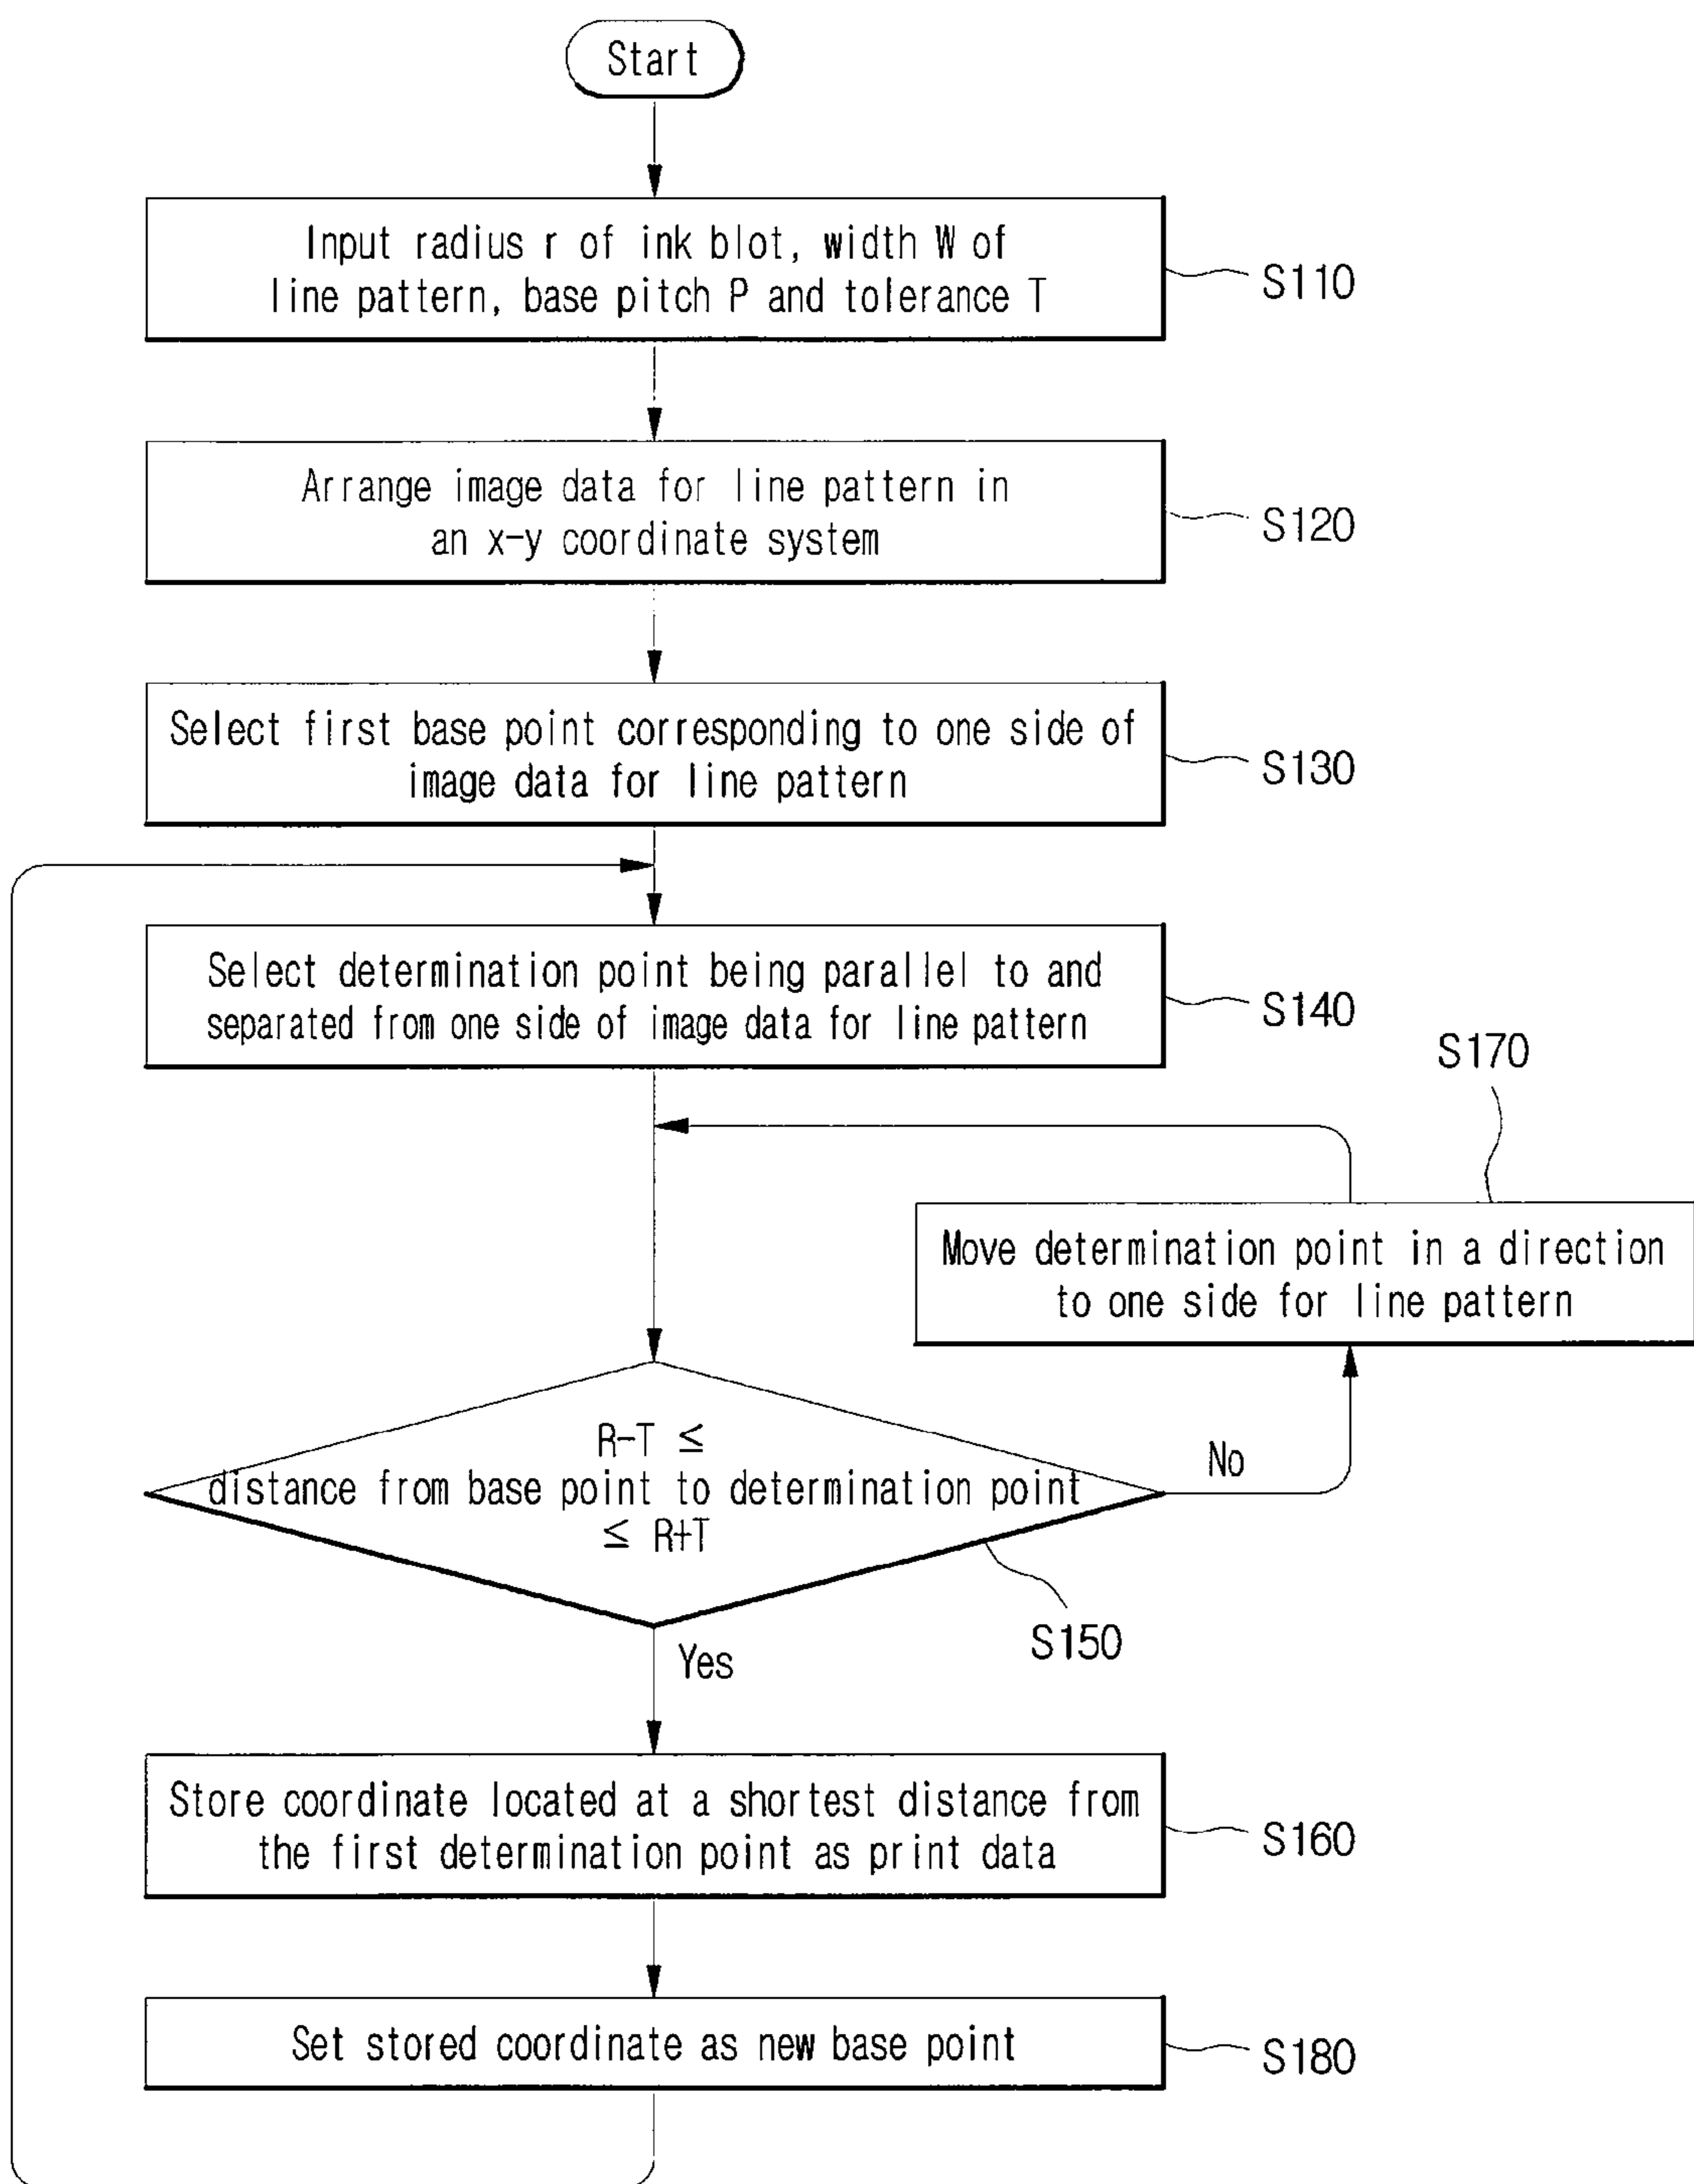 Start
Input radius r of ink blot, width W of
line pattern, base pitch P and tolerance T
S110
Arrange image data for line pattern in
an x-y coordinate system
S120
Select first base point corresponding to one side of
image data for line pattern
S130
Select determination point being parallel to and
separated from one side of image data for line pattern
S140
S170
Move determination point in a direction
to one side for line pattern
R-T ≤
distance from base point to determination point
≤ R+T
No
S150
Yes
Store coordinate located at a shortest distance from
the first determination point as print data
S160
Set stored coordinate as new base point
S180